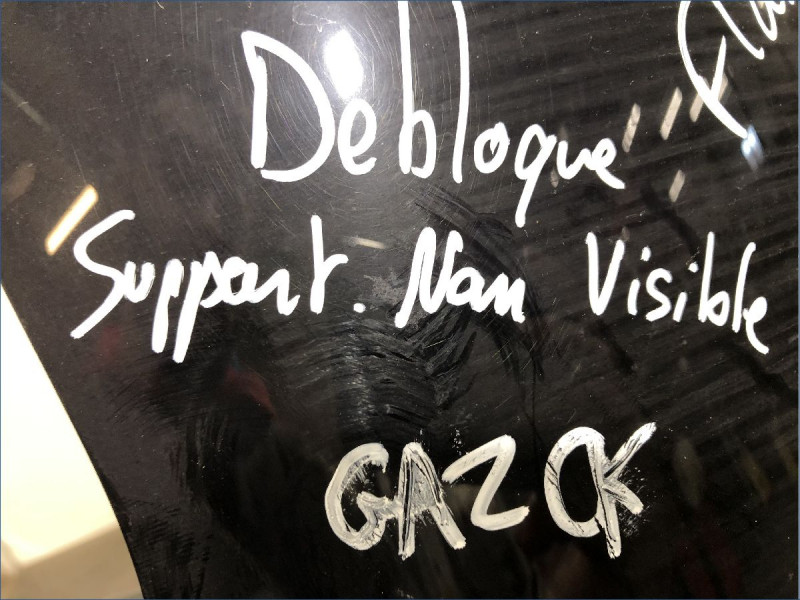 Debloque
Support. Non Visible
GAZ OK